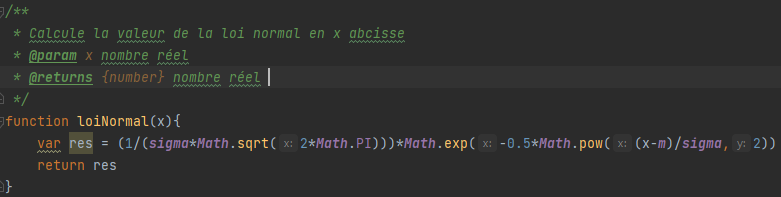 /**
 * Calcule la valeur de la loi normal en x abcisse
 * @param x nombre réel
 * @returns {number} nombre réel
 */
function loiNormal(x){
    var res = (1/(sigma*Math.sqrt( x: 2*Math.PI)))*Math.exp( x: -0.5*Math.pow( x: (x-m)/sigma, y: 2))
    return res
}